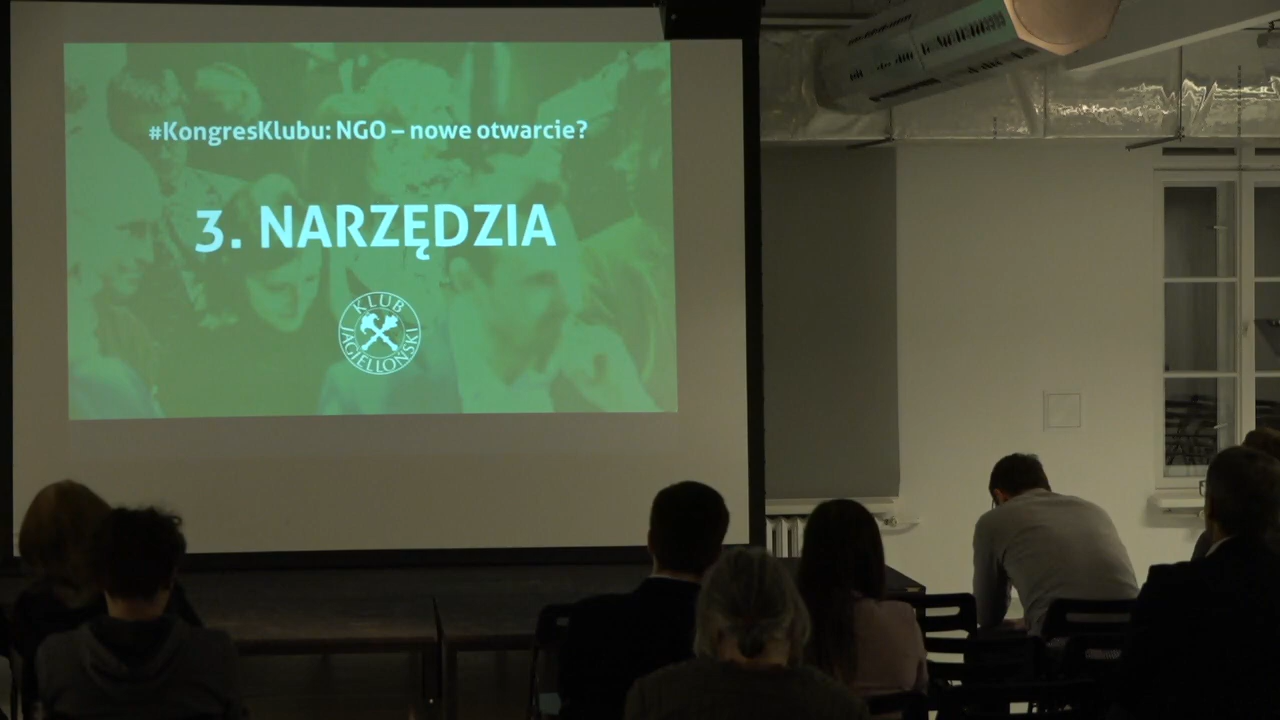 #KongresKlubu: NGO – nowe otwarcie?
3. NARZĘDZIA
KLUB
JAGIELLOŃSKI